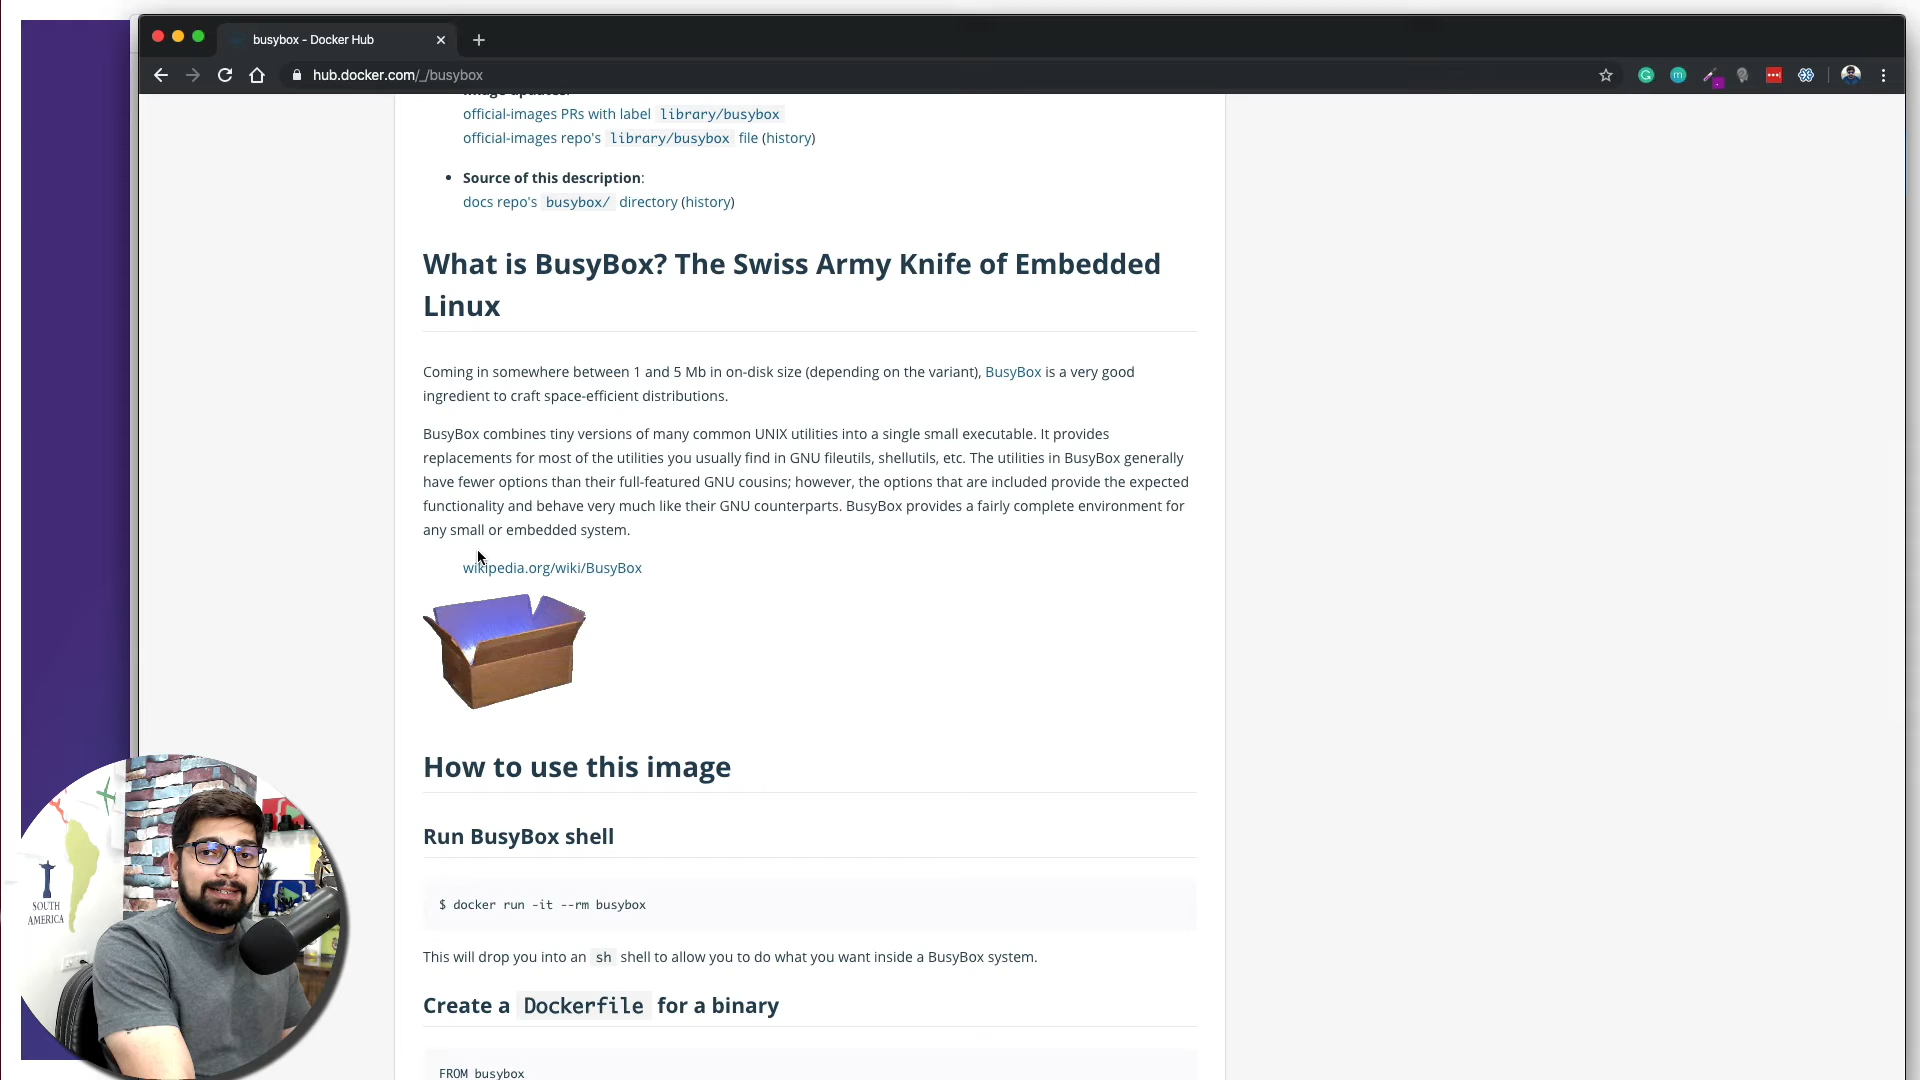 busybox - Docker Hub
hub.docker.com/_/busybox
official-images PRs with label library/busybox
official-images repo's library/busybox file (history)
• Source of this description:
docs repo's busybox/ directory (history)
What is BusyBox? The Swiss Army Knife of Embedded
Linux
Coming in somewhere between 1 and 5 Mb in on-disk size (depending on the variant), BusyBox is a very good
ingredient to craft space-efficient distributions.
BusyBox combines tiny versions of many common UNIX utilities into a single small executable. It provides
replacements for most of the utilities you usually find in GNU fileutils, shellutils, etc. The utilities in BusyBox generally
have fewer options than their full-featured GNU cousins; however, the options that are included provide the expected
functionality and behave very much like their GNU counterparts. BusyBox provides a fairly complete environment for
any small or embedded system.
wikipedia.org/wiki/BusyBox
How to use this image
Run BusyBox shell
$ docker run -it --rm busybox
This will drop you into an sh shell to allow you to do what you want inside a BusyBox system.
Create a Dockerfile for a binary
FROM busybox
SOUTH
AMERICA